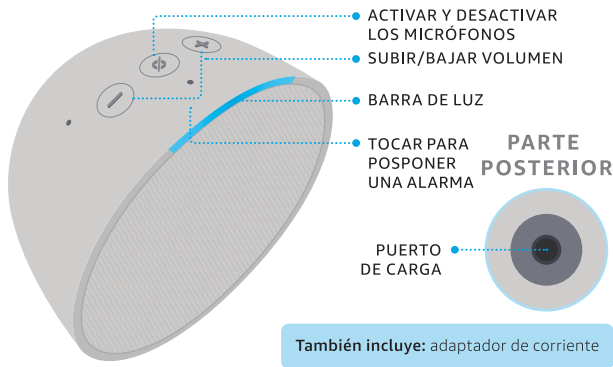 ACTIVAR Y DESACTIVAR
LOS MICRÓFONOS
SUBIR/BAJAR VOLUMEN
BARRA DE LUZ
TOCAR PARA
POSPONER
UNA ALARMA
PARTE
POSTERIOR
PUERTO
DE CARGA
También incluye: adaptador de corriente